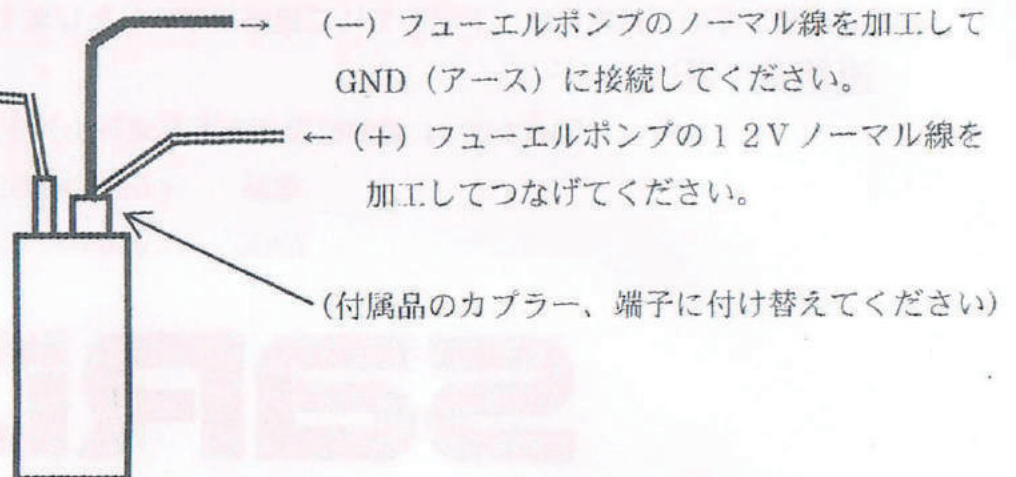 → (−) フューエルポンプのノーマル線を加工して
GND（アース）に接続してください。
← (+) フューエルポンプの１２Vノーマル線を
加工してつなげてください。
(付属品のカプラー、端子に付け替えてください)